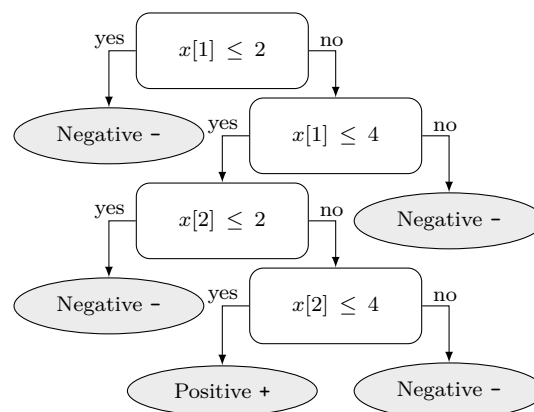 yes
x[1] ≤ 2
no
Negative -
yes
x[1] ≤ 4
no
yes
x[2] ≤ 2
no
Negative -
Negative -
yes
x[2] ≤ 4
no
Positive +
Negative -